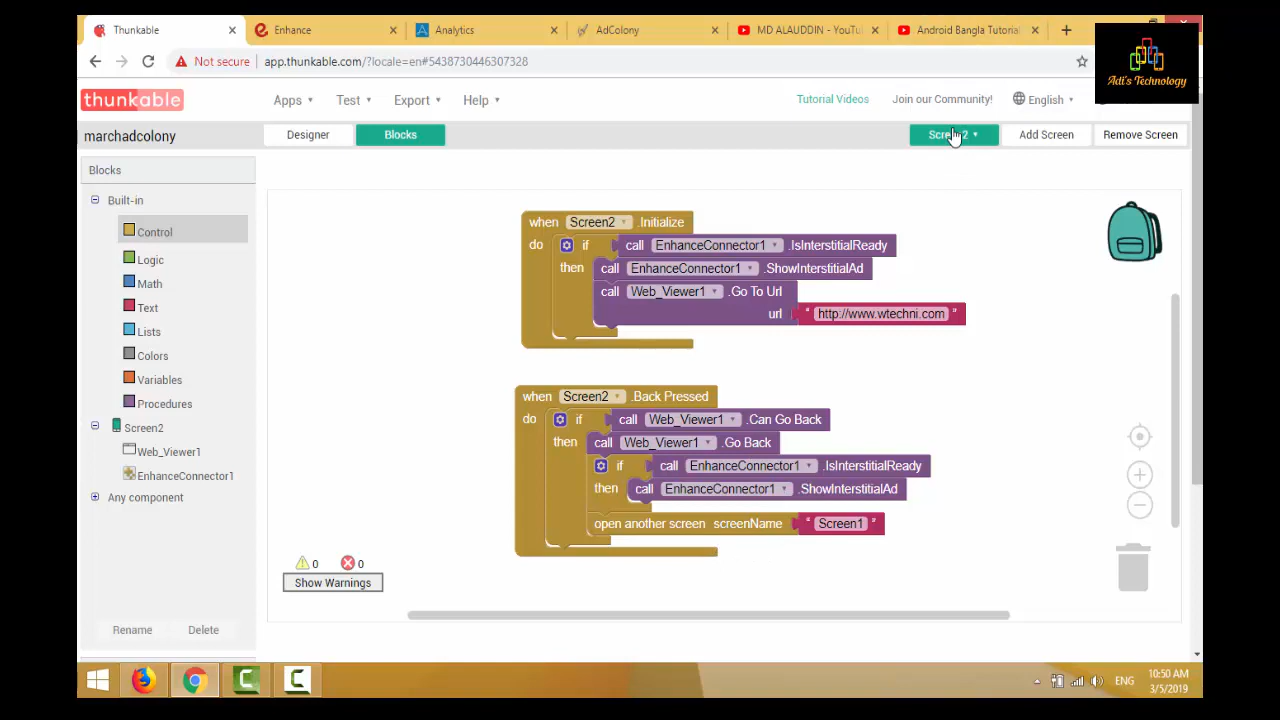 Thunkable
Enhance
Analytics
AdColony
MD ALAUDDIN - YouTu
Android Bangla Tutorial
Not secure
app.thunkable.com/?locale=en#5438730446307328
Adi's Technology
thunkable
Apps
Test
Export
Help
Tutorial Videos
Join our Community!
English
marchadcolony
Designer
Blocks
Screen2
Add Screen
Remove Screen
Blocks
Built-in
Control
Logic
Math
Text
Lists
Colors
Variables
Procedures
Screen2
Web_Viewer1
EnhanceConnector1
Any component
Rename
Delete
when Screen2 .Initialize
do if call EnhanceConnector1 .IsInterstitialReady
then call EnhanceConnector1 .ShowInterstitialAd
call Web_Viewer1 .Go To Url
url " http://www.wtechni.com "
when Screen2 .Back Pressed
do if call Web_Viewer1 .Can Go Back
then call Web_Viewer1 .Go Back
if call EnhanceConnector1 .IsInterstitialReady
then call EnhanceConnector1 .ShowInterstitialAd
open another screen screenName " Screen1 "
0 0
Show Warnings
10:50 AM
ENG
3/5/2019